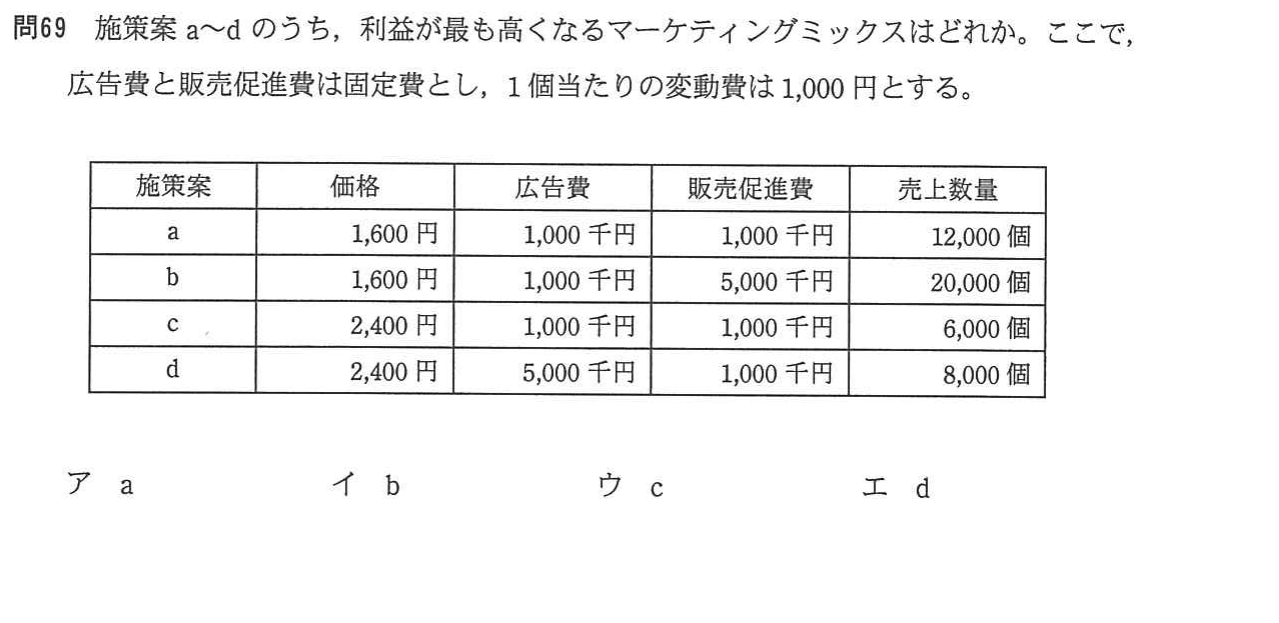 問69 施策案 a～d のうち，利益が最も高くなるマーケティングミックスはどれか。ここで，
広告費と販売促進費は固定費とし，1個当たりの変動費は 1,000 円とする。
施策案 価格 広告費 販売促進費 売上数量
a 1,600 円 1,000 千円 1,000 千円 12,000 個
b 1,600 円 1,000 千円 5,000 千円 20,000 個
c 2,400 円 1,000 千円 1,000 千円 6,000 個
d 2,400 円 5,000 千円 1,000 千円 8,000 個
ア a イ b ウ c エ d